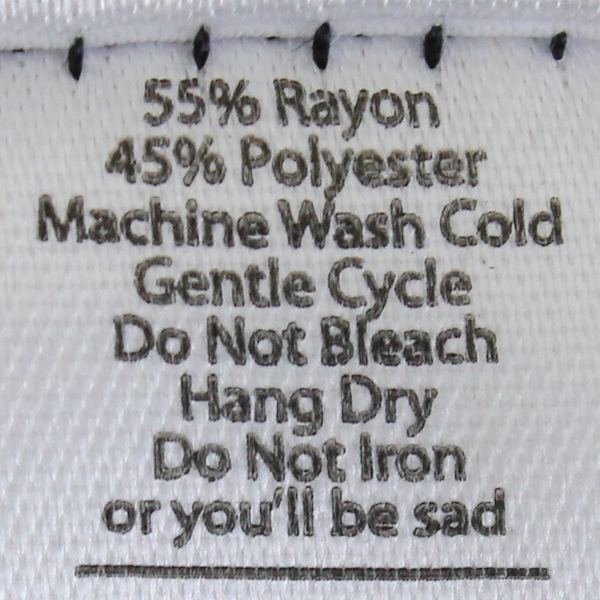 55% Rayon
45% Polyester
Machine Wash Cold
Gentle Cycle
Do Not Bleach
Hang Dry
Do Not Iron
or you'll be sad